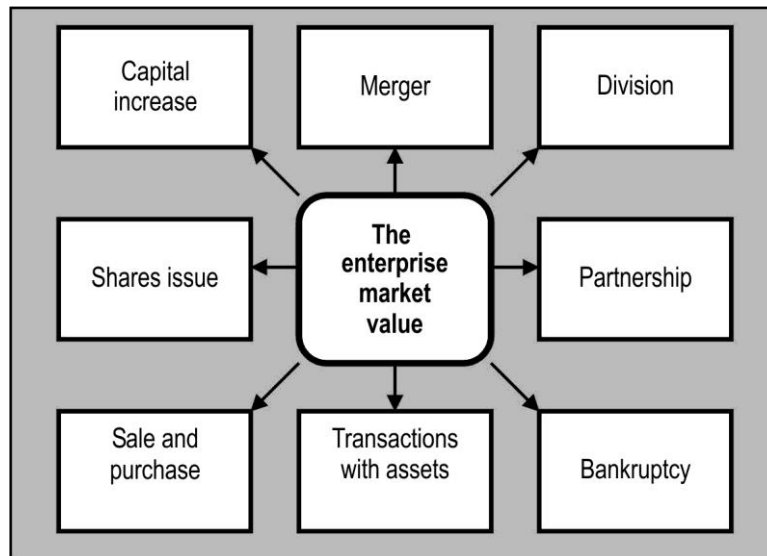 Capital
increase
Merger
Division
Shares issue
The
enterprise
market
value
Partnership
Sale and
purchase
Transactions
with assets
Bankruptcy